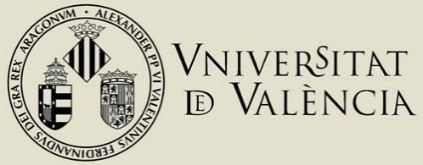 ALEXANDER PP VI VALENTINVS FERDINANDVS DEI GRA REX ARAGONVM
VNIVERSITAT
DE VALÈNCIA